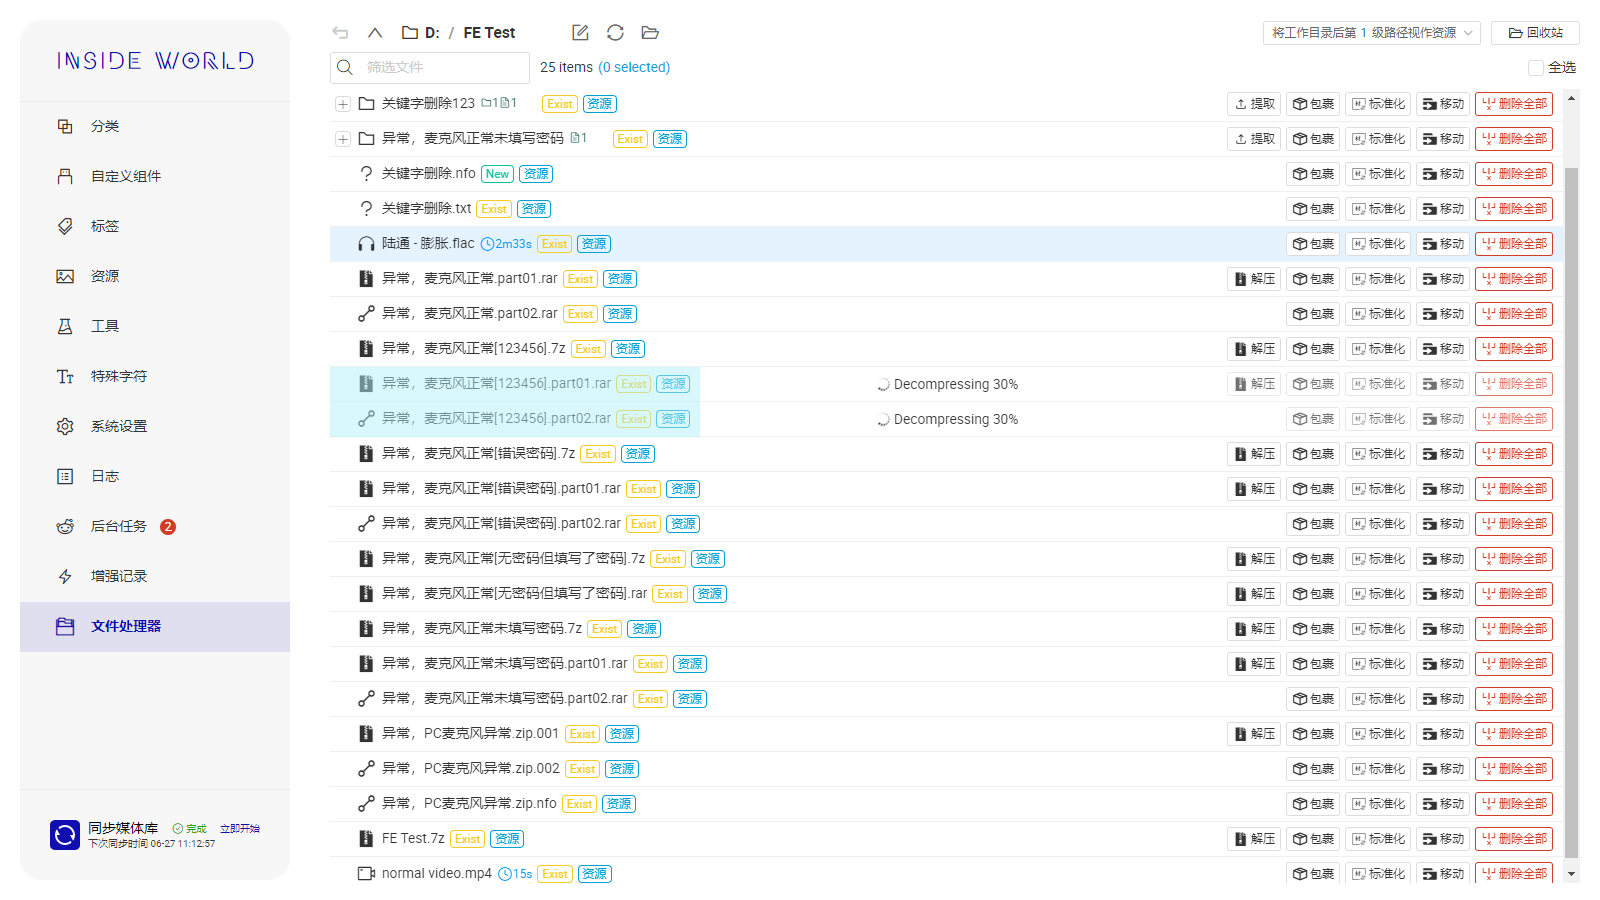 INSIDE WORLD
分类
自定义组件
标签
资源
工具
特殊字符
系统设置
日志
后台任务 2
增强记录
文件处理器
同步媒体库 完成 立即开始
下次同步时间 06-27 11:12:57
D: / FE Test
将工作目录后第 1 级路径视作资源 回收站
筛选文件 25 items (0 selected) 全选
关键字删除123 1 1 Exist 资源 提取 包裹 标准化 移动 删除全部
异常，麦克风正常未填写密码 1 Exist 资源 提取 包裹 标准化 移动 删除全部
关键字删除.nfo New 资源 包裹 标准化 移动 删除全部
关键字删除.txt Exist 资源 包裹 标准化 移动 删除全部
陆通 - 膨胀.flac 2m33s Exist 资源 包裹 标准化 移动 删除全部
异常，麦克风正常.part01.rar Exist 资源 解压 包裹 标准化 移动 删除全部
异常，麦克风正常.part02.rar Exist 资源 包裹 标准化 移动 删除全部
异常，麦克风正常[123456].7z Exist 资源 解压 包裹 标准化 移动 删除全部
异常，麦克风正常[123456].part01.rar Exist 资源 Decompressing 30% 解压 包裹 标准化 移动 删除全部
异常，麦克风正常[123456].part02.rar Exist 资源 Decompressing 30% 包裹 标准化 移动 删除全部
异常，麦克风正常[错误密码].7z Exist 资源 解压 包裹 标准化 移动 删除全部
异常，麦克风正常[错误密码].part01.rar Exist 资源 解压 包裹 标准化 移动 删除全部
异常，麦克风正常[错误密码].part02.rar Exist 资源 包裹 标准化 移动 删除全部
异常，麦克风正常[无密码但填写了密码].7z Exist 资源 解压 包裹 标准化 移动 删除全部
异常，麦克风正常[无密码但填写了密码].rar Exist 资源 解压 包裹 标准化 移动 删除全部
异常，麦克风正常未填写密码.7z Exist 资源 解压 包裹 标准化 移动 删除全部
异常，麦克风正常未填写密码.part01.rar Exist 资源 解压 包裹 标准化 移动 删除全部
异常，麦克风正常未填写密码.part02.rar Exist 资源 包裹 标准化 移动 删除全部
异常，PC麦克风异常.zip.001 Exist 资源 解压 包裹 标准化 移动 删除全部
异常，PC麦克风异常.zip.002 Exist 资源 包裹 标准化 移动 删除全部
异常，PC麦克风异常.zip.nfo Exist 资源 包裹 标准化 移动 删除全部
FE Test.7z Exist 资源 解压 包裹 标准化 移动 删除全部
normal video.mp4 15s Exist 资源 包裹 标准化 移动 删除全部